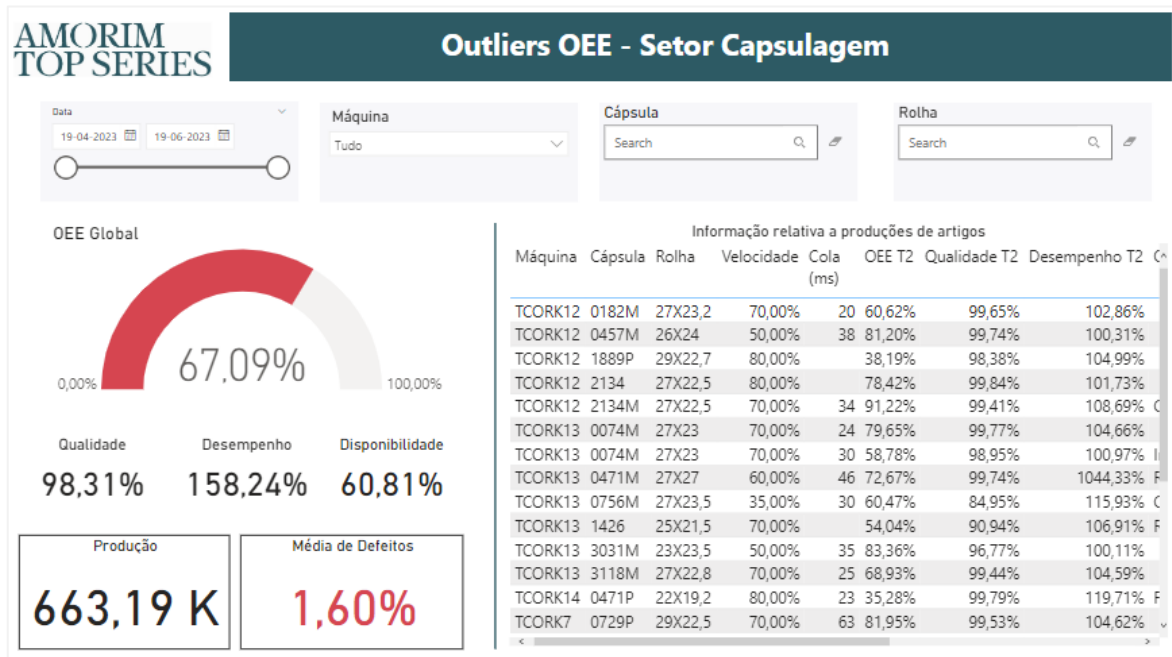 AMORIM
TOP SERIES
Outliers OEE - Setor Capsulagem
Data
19-04-2023 19-06-2023
Máquina
Tudo
Cápsula
Search
Rolha
Search
OEE Global
67,09%
0,00% 100,00%
Qualidade Desempenho Disponibilidade
98,31% 158,24% 60,81%
Produção
663,19 K
Média de Defeitos
1,60%
Informação relativa a produções de artigos
Máquina Cápsula Rolha Velocidade Cola (ms) OEE T2 Qualidade T2 Desempenho T2
TCORK12 0182M 27X23,2 70,00% 20 60,62% 99,65% 102,86%
TCORK12 0457M 26X24 50,00% 38 81,20% 99,74% 100,31%
TCORK12 1889P 29X22,7 80,00% 38,19% 98,38% 104,99%
TCORK12 2134 27X22,5 80,00% 78,42% 99,84% 101,73%
TCORK12 2134M 27X22,5 70,00% 34 91,22% 99,41% 108,69%
TCORK13 0074M 27X23 70,00% 24 79,65% 99,77% 104,66%
TCORK13 0074M 27X23 70,00% 30 58,78% 98,95% 100,97%
TCORK13 0471M 27X27 60,00% 46 72,67% 99,74% 1044,33%
TCORK13 0756M 27X23,5 35,00% 30 60,47% 84,95% 115,93%
TCORK13 1426 25X21,5 70,00% 54,04% 90,94% 106,91%
TCORK13 3031M 23X23,5 50,00% 35 83,36% 96,77% 100,11%
TCORK13 3118M 27X22,8 70,00% 25 68,93% 99,44% 104,59%
TCORK14 0471P 22X19,2 80,00% 23 35,28% 99,79% 119,71%
TCORK7 0729P 29X22,5 70,00% 63 81,95% 99,53% 104,62%